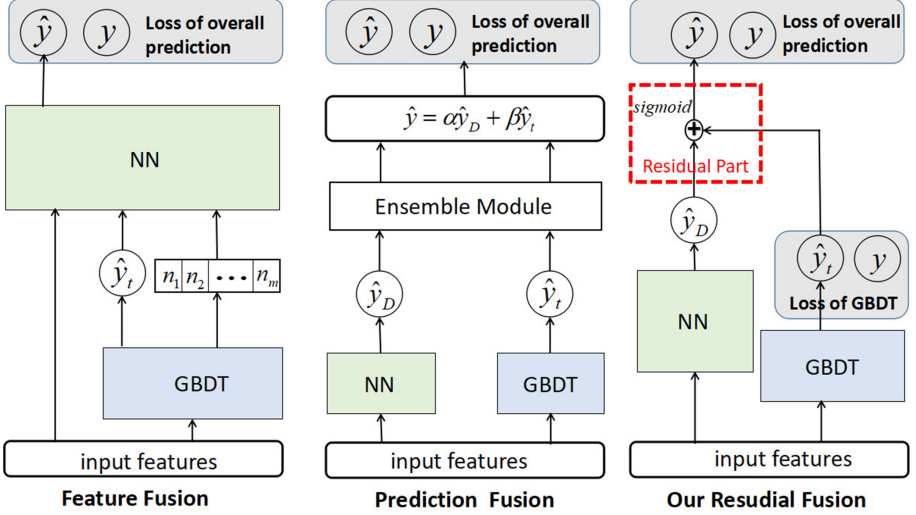 ŷ y Loss of overall
prediction
NN
ŷ_t n_1 n_2 ••• n_m
GBDT
input features
Feature Fusion
ŷ y Loss of overall
prediction
ŷ = αŷ_D + βŷ_t
Ensemble Module
ŷ_D ŷ_t
NN GBDT
input features
Prediction Fusion
ŷ y Loss of overall
prediction
sigmoid
+
Residual Part
ŷ_D
ŷ_t y
Loss of GBDT
NN
GBDT
input features
Our Resudial Fusion